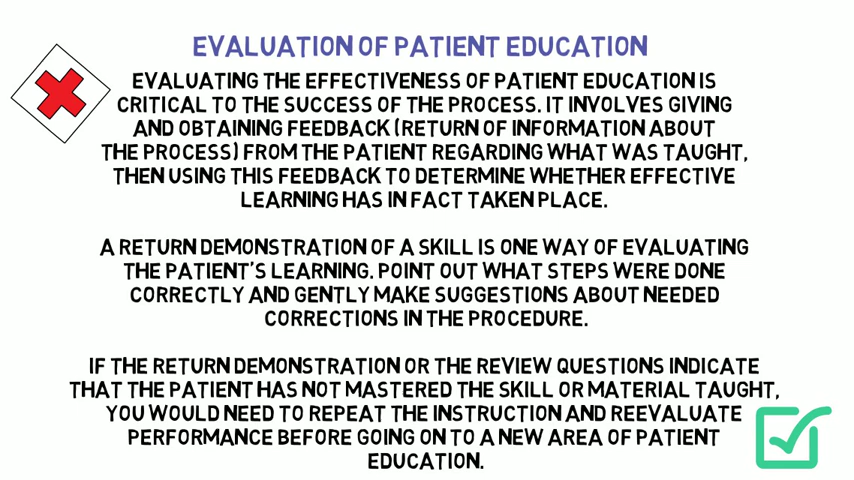 EVALUATION OF PATIENT EDUCATION
EVALUATING THE EFFECTIVENESS OF PATIENT EDUCATION IS
CRITICAL TO THE SUCCESS OF THE PROCESS. IT INVOLVES GIVING
AND OBTAINING FEEDBACK (RETURN OF INFORMATION ABOUT
THE PROCESS) FROM THE PATIENT REGARDING WHAT WAS TAUGHT,
THEN USING THIS FEEDBACK TO DETERMINE WHETHER EFFECTIVE
LEARNING HAS IN FACT TAKEN PLACE.
A RETURN DEMONSTRATION OF A SKILL IS ONE WAY OF EVALUATING
THE PATIENT'S LEARNING. POINT OUT WHAT STEPS WERE DONE
CORRECTLY AND GENTLY MAKE SUGGESTIONS ABOUT NEEDED
CORRECTIONS IN THE PROCEDURE.
IF THE RETURN DEMONSTRATION OR THE REVIEW QUESTIONS INDICATE
THAT THE PATIENT HAS NOT MASTERED THE SKILL OR MATERIAL TAUGHT,
YOU WOULD NEED TO REPEAT THE INSTRUCTION AND REEVALUATE
PERFORMANCE BEFORE GOING ON TO A NEW AREA OF PATIENT
EDUCATION.